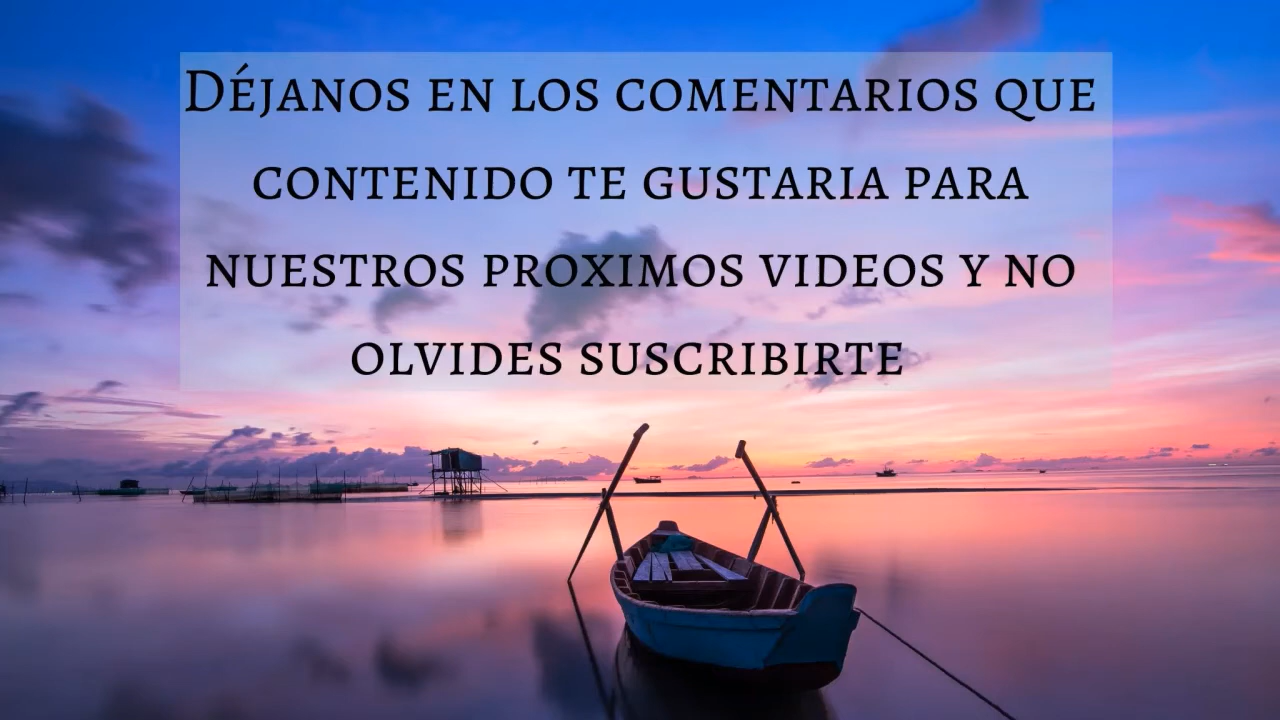 Déjanos en los comentarios que
contenido te gustaria para
nuestros proximos videos y no
olvides suscribirte